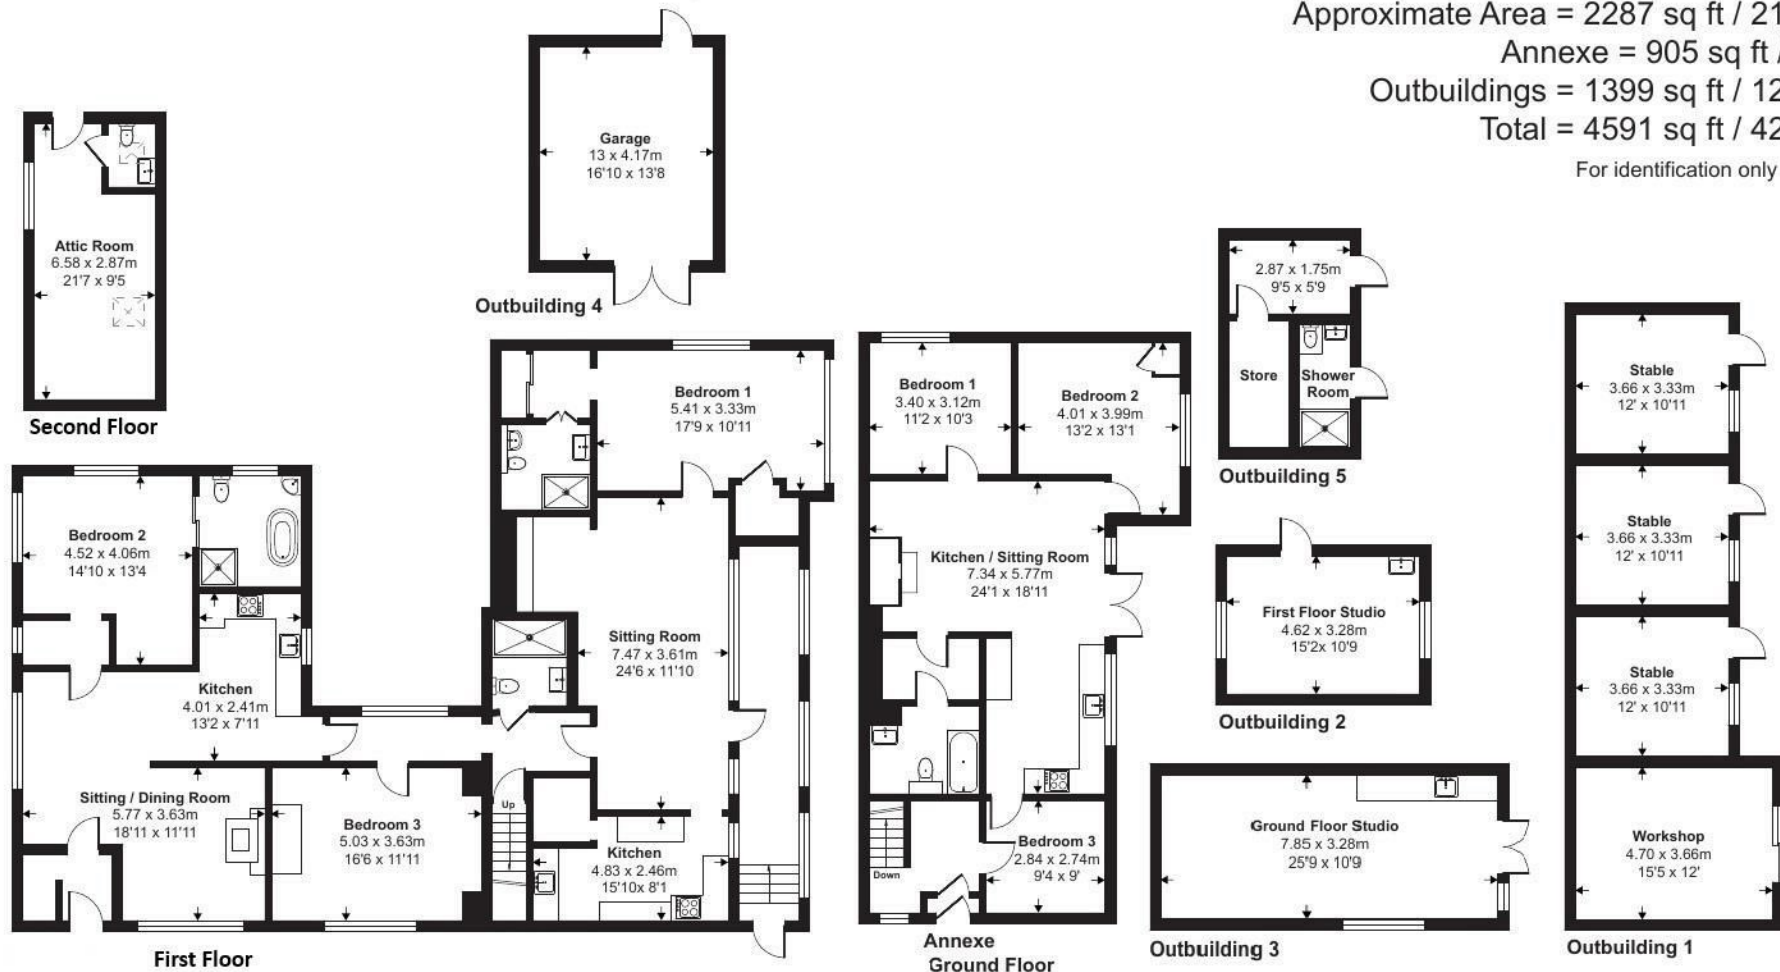 Approximate Area = 2287 sq ft / 21
Annexe = 905 sq ft /
Outbuildings = 1399 sq ft / 12
Total = 4591 sq ft / 42
For identification only
Garage
13 x 4.17m
16'10 x 13'8
Outbuilding 4
Attic Room
6.58 x 2.87m
21'7 x 9'5
Second Floor
Bedroom 1
5.41 x 3.33m
17'9 x 10'11
Bedroom 2
4.52 x 4.06m
14'10 x 13'4
Sitting Room
7.47 x 3.61m
24'6 x 11'10
Kitchen
4.01 x 2.41m
13'2 x 7'11
Sitting / Dining Room
5.77 x 3.63m
18'11 x 11'11
Bedroom 3
5.03 x 3.63m
16'6 x 11'11
Up
Kitchen
4.83 x 2.46m
15'10x 8'1
First Floor
Bedroom 1
3.40 x 3.12m
11'2 x 10'3
Bedroom 2
4.01 x 3.99m
13'2 x 13'1
Kitchen / Sitting Room
7.34 x 5.77m
24'1 x 18'11
Bedroom 3
2.84 x 2.74m
9'4 x 9'
Down
Annexe
Ground Floor
2.87 x 1.75m
9'5 x 5'9
Store
Shower
Room
Outbuilding 5
First Floor Studio
4.62 x 3.28m
15'2x 10'9
Outbuilding 2
Ground Floor Studio
7.85 x 3.28m
25'9 x 10'9
Outbuilding 3
Stable
3.66 x 3.33m
12' x 10'11
Stable
3.66 x 3.33m
12' x 10'11
Stable
3.66 x 3.33m
12' x 10'11
Workshop
4.70 x 3.66m
15'5 x 12'
Outbuilding 1